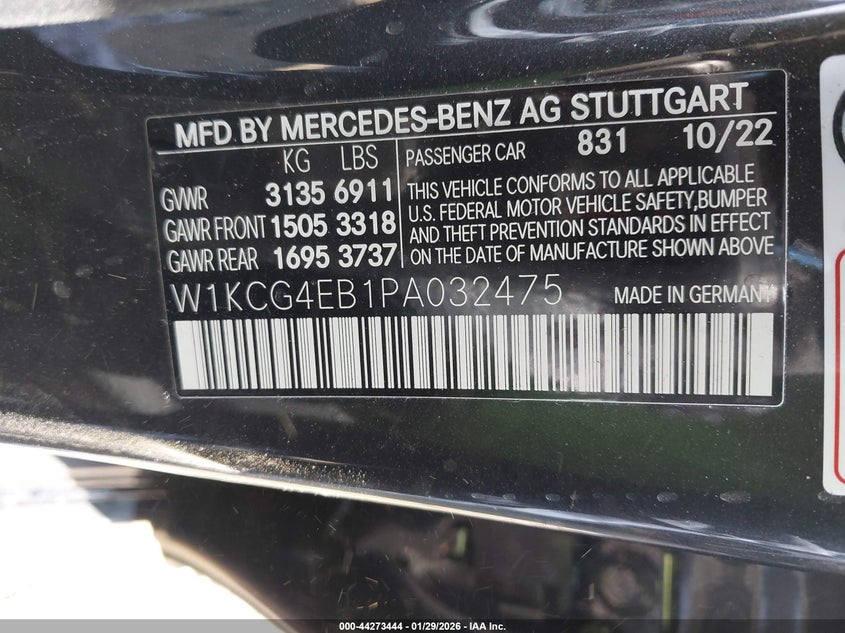 MFD BY MERCEDES-BENZ AG STUTTGART
KG LBS
GVWR 3135 6911
GAWR FRONT 1505 3318
GAWR REAR 1695 3737
PASSENGER CAR 831 10/22
THIS VEHICLE CONFORMS TO ALL APPLICABLE
U.S. FEDERAL MOTOR VEHICLE SAFETY,BUMPER
AND THEFT PREVENTION STANDARDS IN EFFECT
ON THE DATE OF MANUFACTURE SHOWN ABOVE
W1KCG4EB1PA032475 MADE IN GERMANY
000-44273444 | 01/29/2026 - IAA Inc.